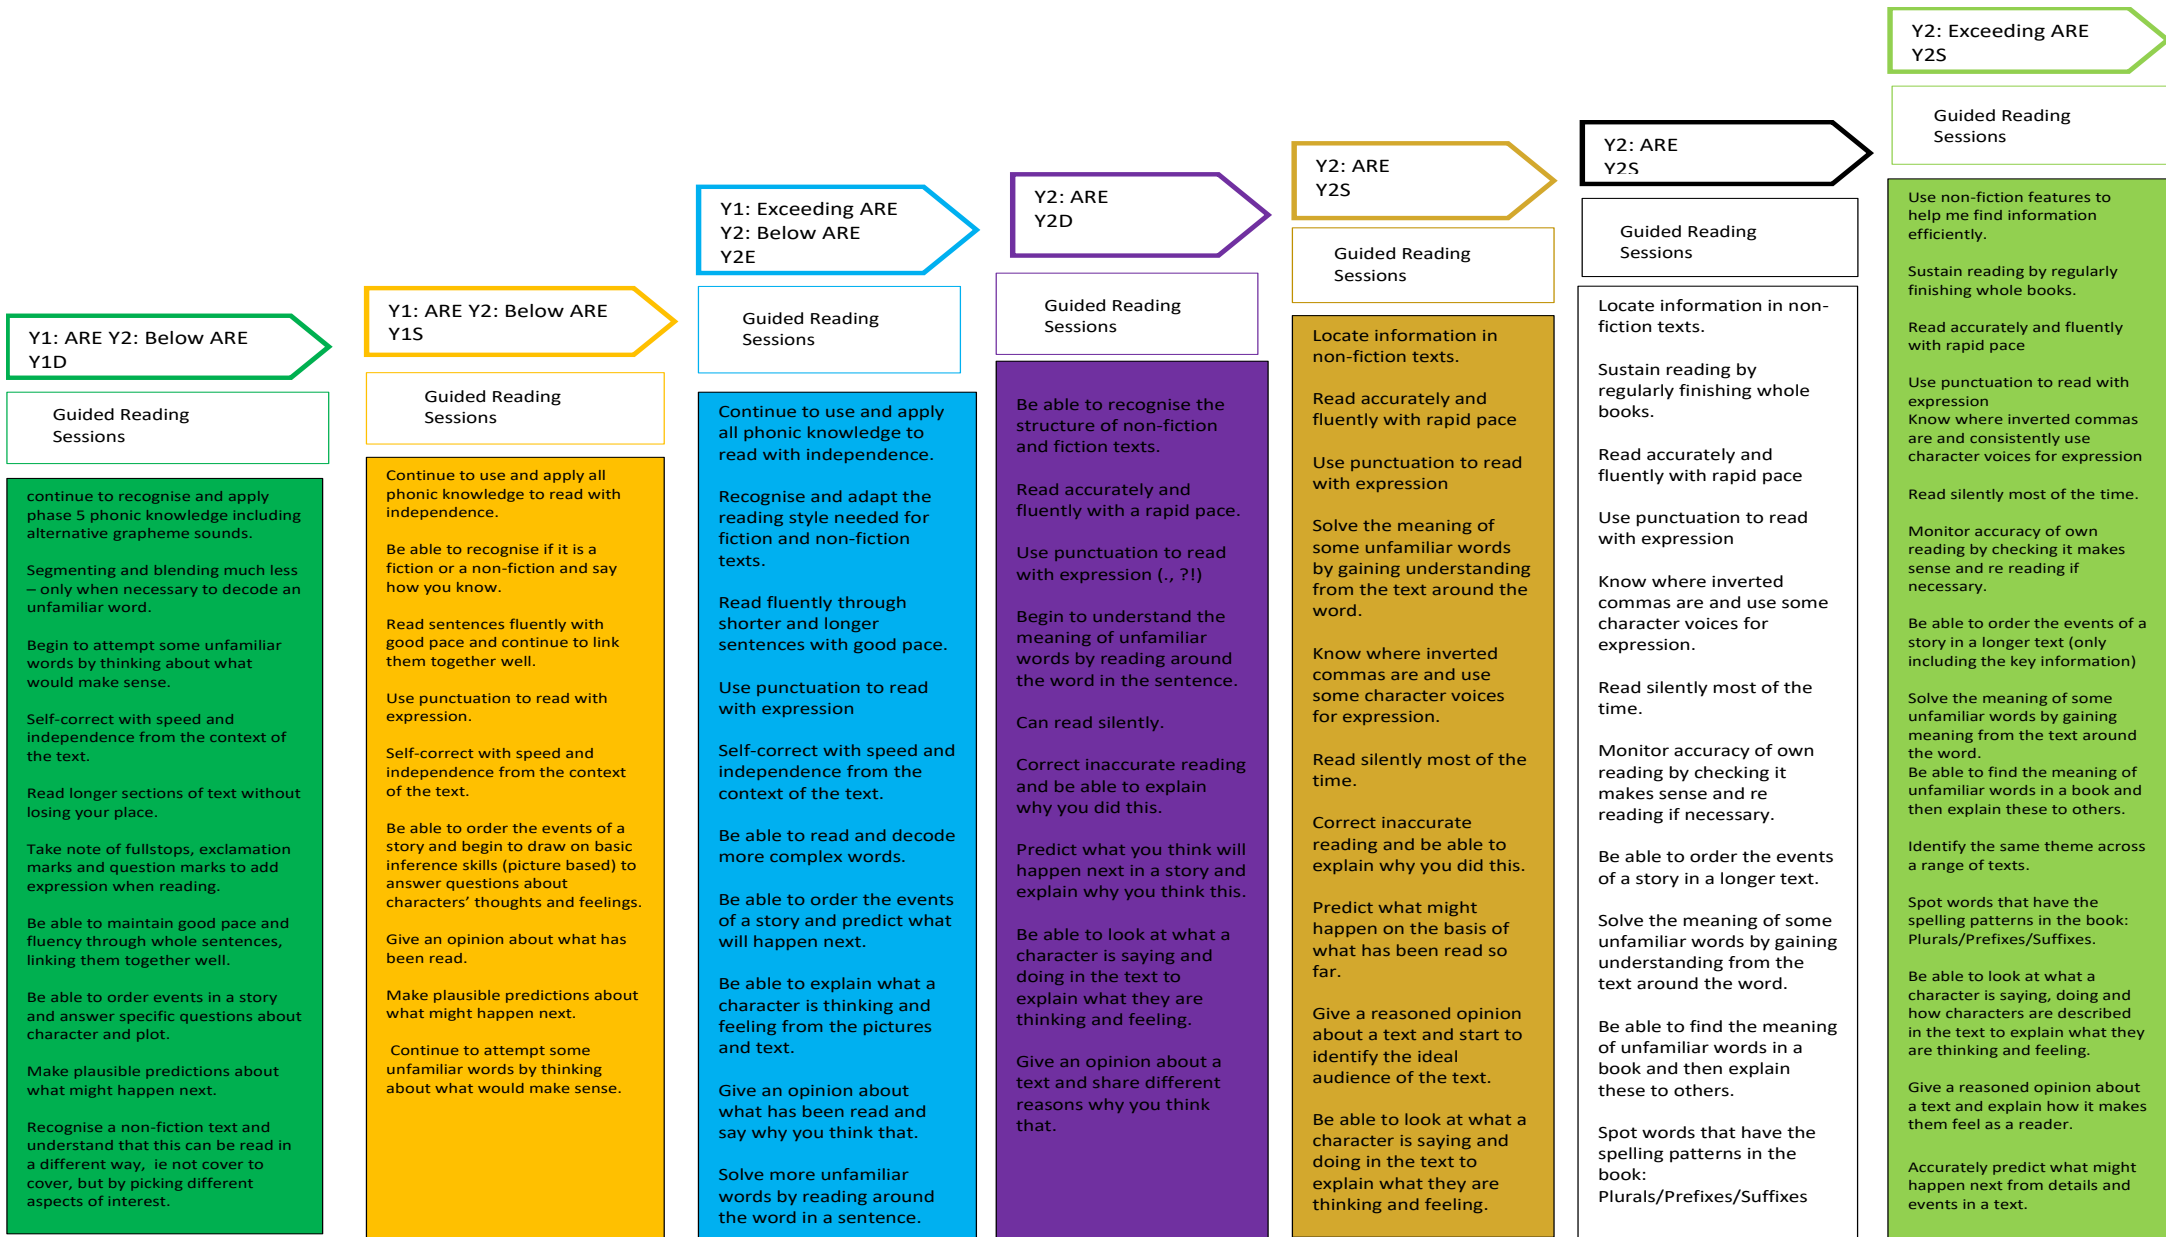 Y1: ARE Y2: Below ARE
Y1D
Guided Reading
Sessions
continue to recognise and apply
phase 5 phonic knowledge including
alternative grapheme sounds.
Segmenting and blending much less
– only when necessary to decode an
unfamiliar word.
Begin to attempt some unfamiliar
words by thinking about what
would make sense.
Self-correct with speed and
independence from the context of
the text.
Read longer sections of text without
losing your place.
Take note of fullstops, exclamation
marks and question marks to add
expression when reading.
Be able to maintain good pace and
fluency through whole sentences,
linking them together well.
Be able to order events in a story
and answer specific questions about
character and plot.
Make plausible predictions about
what might happen next.
Recognise a non-fiction text and
understand that this can be read in
a different way, ie not cover to
cover, but by picking different
aspects of interest.
Y1: ARE Y2: Below ARE
Y1S
Guided Reading
Sessions
Continue to use and apply all
phonic knowledge to read with
independence.
Be able to recognise if it is a
fiction or a non-fiction and say
how you know.
Read sentences fluently with
good pace and continue to link
them together well.
Use punctuation to read with
expression.
Self-correct with speed and
independence from the context
of the text.
Be able to order the events of a
story and begin to draw on basic
inference skills (picture based) to
answer questions about
characters’ thoughts and feelings.
Give an opinion about what has
been read.
Make plausible predictions about
what might happen next.
Continue to attempt some
unfamiliar words by thinking
about what would make sense.
Y1: Exceeding ARE
Y2: Below ARE
Y2E
Guided Reading
Sessions
Continue to use and apply
all phonic knowledge to
read with independence.
Recognise and adapt the
reading style needed for
fiction and non-fiction
texts.
Read fluently through
shorter and longer
sentences with good pace.
Use punctuation to read
with expression
Self-correct with speed and
independence from the
context of the text.
Be able to read and decode
more complex words.
Be able to order the events
of a story and predict what
will happen next.
Be able to explain what a
character is thinking and
feeling from the pictures
and text.
Give an opinion about
what has been read and
say why you think that.
Solve more unfamiliar
words by reading around
the word in a sentence.
Y2: ARE
Y2D
Guided Reading
Sessions
Be able to recognise the
structure of non-fiction
and fiction texts.
Read accurately and
fluently with a rapid pace.
Use punctuation to read
with expression (., ?!)
Begin to understand the
meaning of unfamiliar
words by reading around
the word in the sentence.
Can read silently.
Correct inaccurate reading
and be able to explain
why you did this.
Predict what you think will
happen next in a story and
explain why you think this.
Be able to look at what a
character is saying and
doing in the text to
explain what they are
thinking and feeling.
Give an opinion about a
text and share different
reasons why you think
that.
Y2: ARE
Y2S
Guided Reading
Sessions
Locate information in
non-fiction texts.
Read accurately and
fluently with rapid pace
Use punctuation to read
with expression
Solve the meaning of
some unfamiliar words
by gaining understanding
from the text around the
word.
Know where inverted
commas are and use
some character voices
for expression.
Read silently most of the
time.
Correct inaccurate
reading and be able to
explain why you did this.
Predict what might
happen on the basis of
what has been read so
far.
Give a reasoned opinion
about a text and start to
identify the ideal
audience of the text.
Be able to look at what a
character is saying and
doing in the text to
explain what they are
thinking and feeling.
Y2: ARE
Y2S
Guided Reading
Sessions
Locate information in non-
fiction texts.
Sustain reading by
regularly finishing whole
books.
Read accurately and
fluently with rapid pace
Use punctuation to read
with expression
Know where inverted
commas are and use some
character voices for
expression.
Read silently most of the
time.
Monitor accuracy of own
reading by checking it
makes sense and re
reading if necessary.
Be able to order the events
of a story in a longer text.
Solve the meaning of some
unfamiliar words by gaining
understanding from the
text around the word.
Be able to find the meaning
of unfamiliar words in a
book and then explain
these to others.
Spot words that have the
spelling patterns in the
book:
Plurals/Prefixes/Suffixes
Y2: Exceeding ARE
Y2S
Guided Reading
Sessions
Use non-fiction features to
help me find information
efficiently.
Sustain reading by regularly
finishing whole books.
Read accurately and fluently
with rapid pace
Use punctuation to read with
expression
Know where inverted commas
are and consistently use
character voices for expression
Read silently most of the time.
Monitor accuracy of own
reading by checking it makes
sense and re reading if
necessary.
Be able to order the events of a
story in a longer text (only
including the key information)
Solve the meaning of some
unfamiliar words by gaining
meaning from the text around
the word.
Be able to find the meaning of
unfamiliar words in a book and
then explain these to others.
Identify the same theme across
a range of texts.
Spot words that have the
spelling patterns in the book:
Plurals/Prefixes/Suffixes.
Be able to look at what a
character is saying, doing and
how characters are described
in the text to explain what they
are thinking and feeling.
Give a reasoned opinion about
a text and explain how it makes
them feel as a reader.
Accurately predict what might
happen next from details and
events in a text.